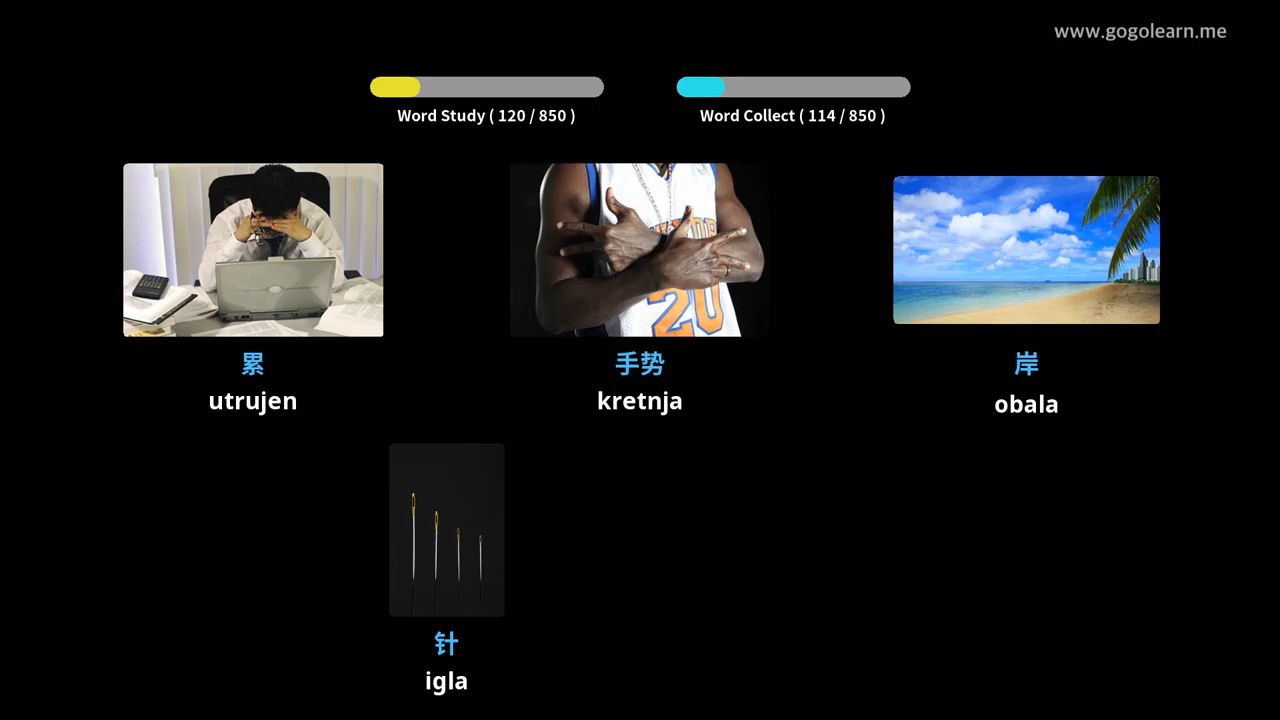 www.gogolearn.me
Word Study ( 120 / 850 )
Word Collect ( 114 / 850 )
累
utrujen
手势
kretnja
岸
obala
20
针
igla